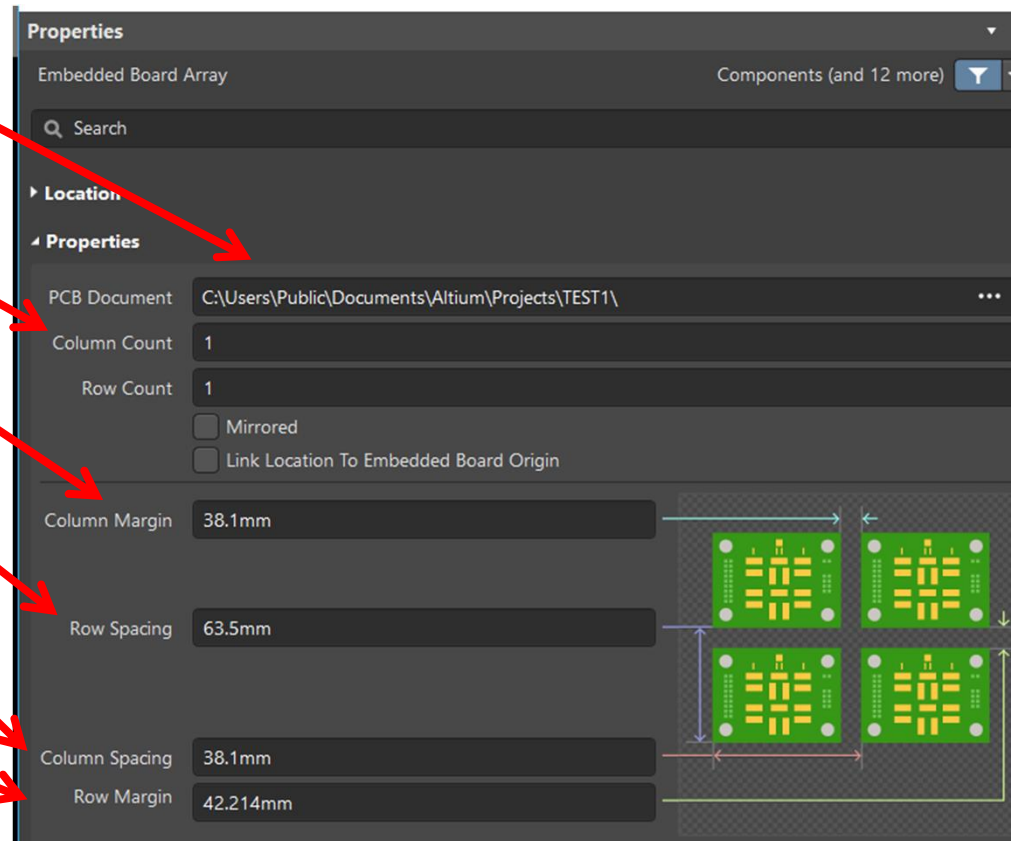 Properties
Embedded Board Array Components (and 12 more)
Search
Location
Properties
PCB Document C:\Users\Public\Documents\Altium\Projects\TEST1\ •••
Column Count 1
Row Count 1
Mirrored
Link Location To Embedded Board Origin
Column Margin 38.1mm
Row Spacing 63.5mm
Column Spacing 38.1mm
Row Margin 42.214mm